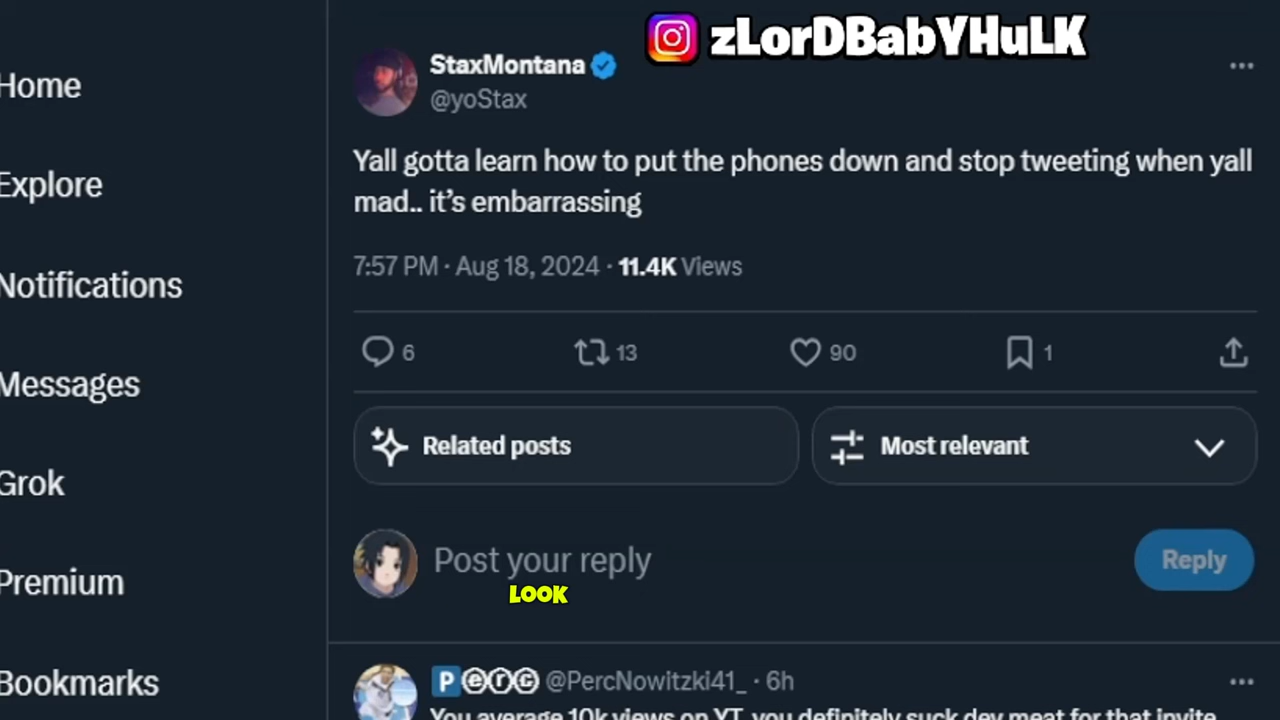 zLorDBabYHuLK
Home
StaxMontana
@yoStax
Yall gotta learn how to put the phones down and stop tweeting when yall
mad.. it’s embarrassing
Explore
7:57 PM · Aug 18, 2024 · 11.4K Views
Notifications
6 13 90 1
Messages
Related posts
Most relevant
Grok
Post your reply
Reply
LOOK
Premium
Bookmarks
🅿ⓔⓡⓒ @PercNowitzki41_ · 6h
You average 10k views on YT, you definitely suck dev meat for that invite